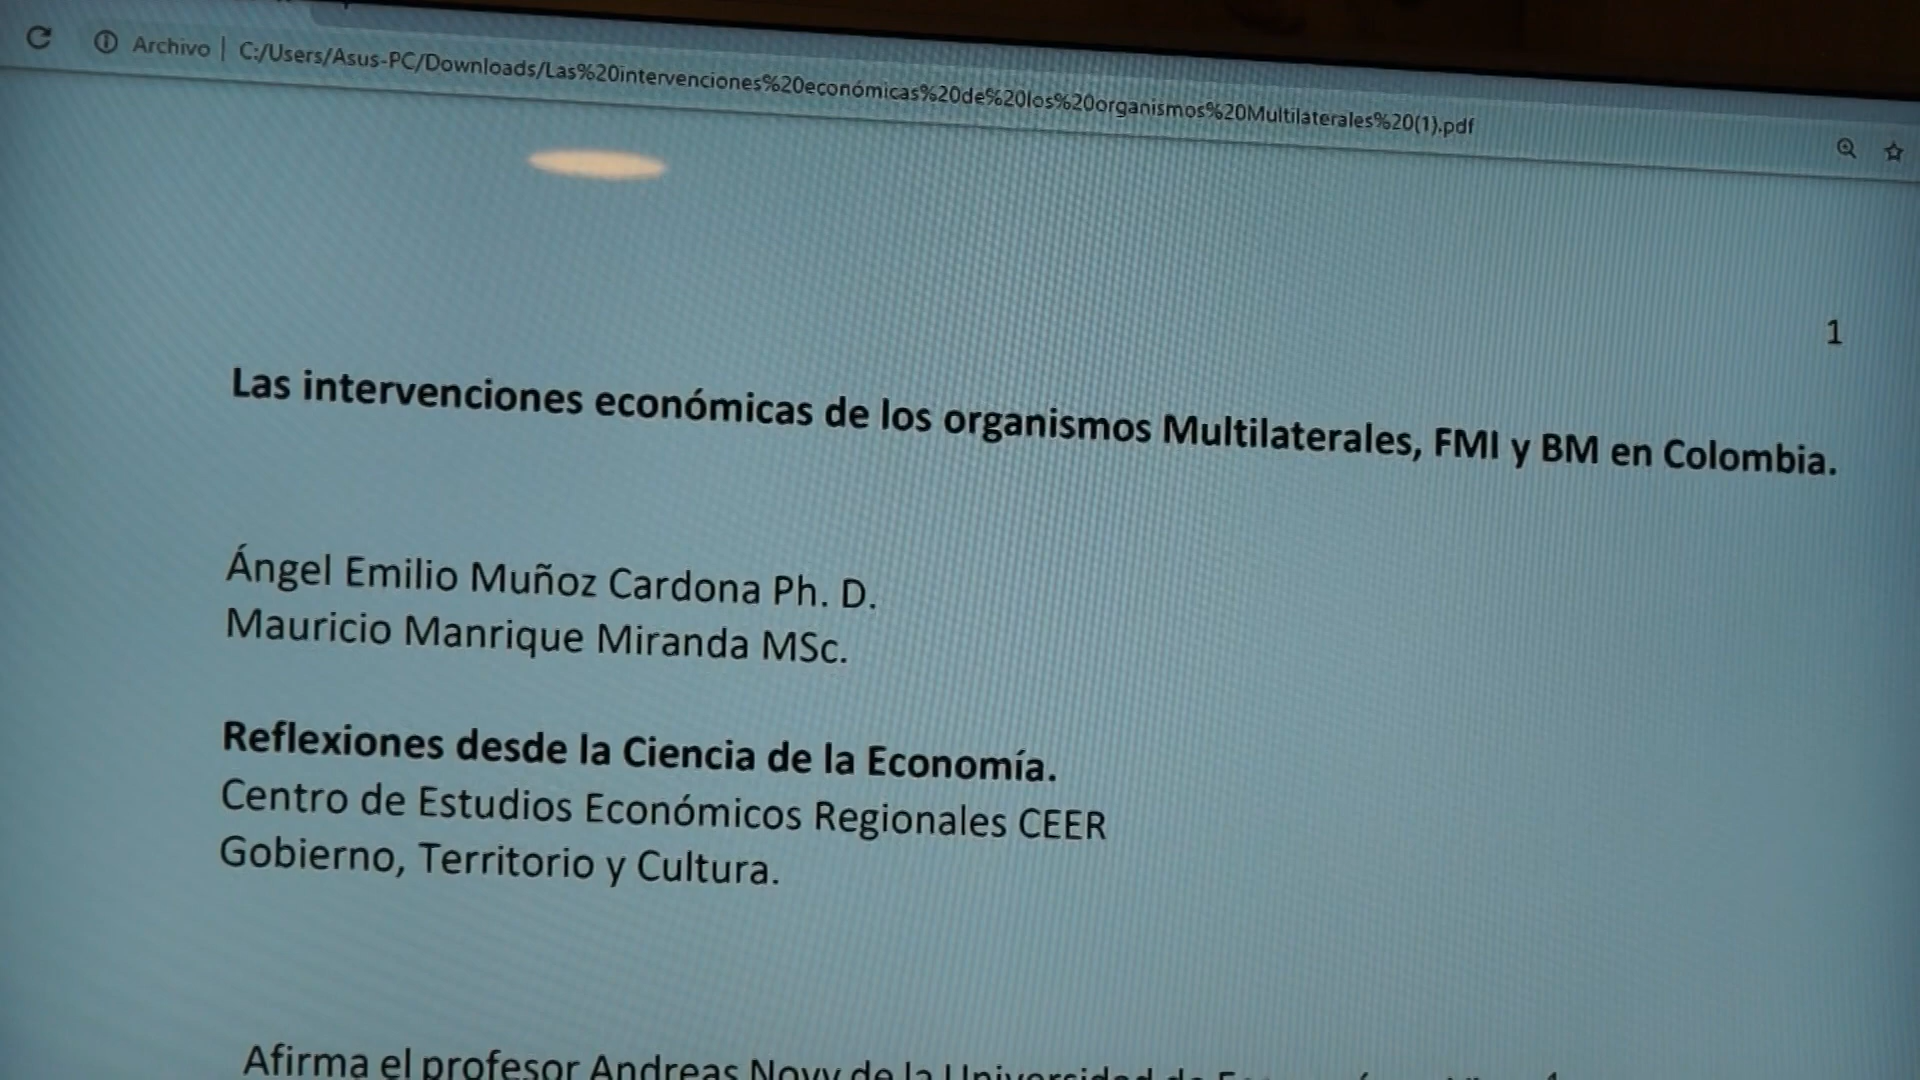 Archivo | C:/Users/Asus-PC/Downloads/Las%20intervenciones%20económicas%20de%20los%20organismos%20Multilaterales%20(1).pdf
1
Las intervenciones económicas de los organismos Multilaterales, FMI y BM en Colombia.
Ángel Emilio Muñoz Cardona Ph. D.
Mauricio Manrique Miranda MSc.
Reflexiones desde la Ciencia de la Economía.
Centro de Estudios Económicos Regionales CEER
Gobierno, Territorio y Cultura.
Afirma el profesor Andreas Novy de la Universidad de